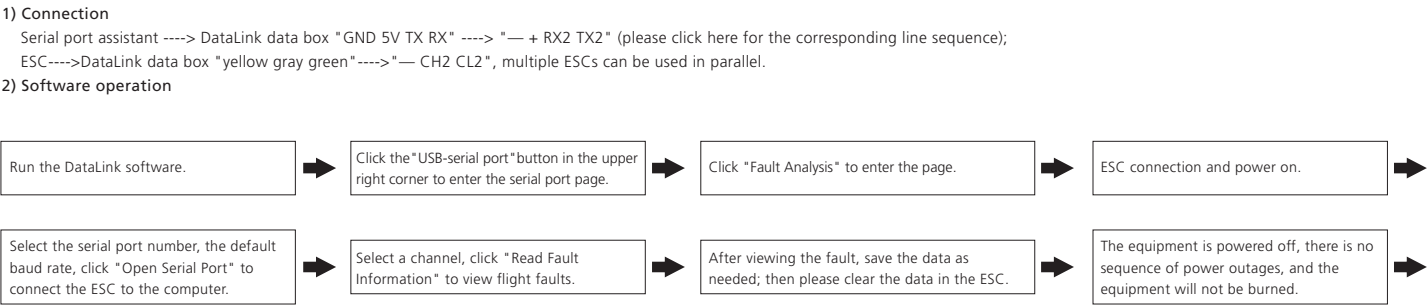 1) Connection
Serial port assistant ----> DataLink data box "GND 5V TX RX" ----> "— + RX2 TX2" (please click here for the corresponding line sequence);
ESC---->DataLink data box "yellow gray green"---->"— CH2 CL2", multiple ESCs can be used in parallel.
2) Software operation
Run the DataLink software.
Click the"USB-serial port"button in the upper
right corner to enter the serial port page.
Click "Fault Analysis" to enter the page.
ESC connection and power on.
Select the serial port number, the default
baud rate, click "Open Serial Port" to
connect the ESC to the computer.
Select a channel, click "Read Fault
Information" to view flight faults.
After viewing the fault, save the data as
needed; then please clear the data in the ESC.
The equipment is powered off, there is no
sequence of power outages, and the
equipment will not be burned.